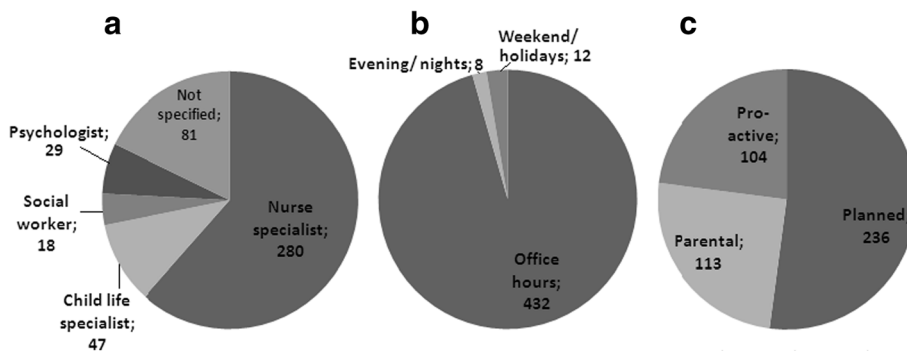 a
Not
specified;
81
Psychologist;
29
Social
worker;
18
Child life
specialist;
47
Nurse
specialist;
280
b
Evening/ nights; 8
Weekend/
holidays; 12
Office
hours;
432
c
Pro-
active;
104
Parental;
113
Planned;
236